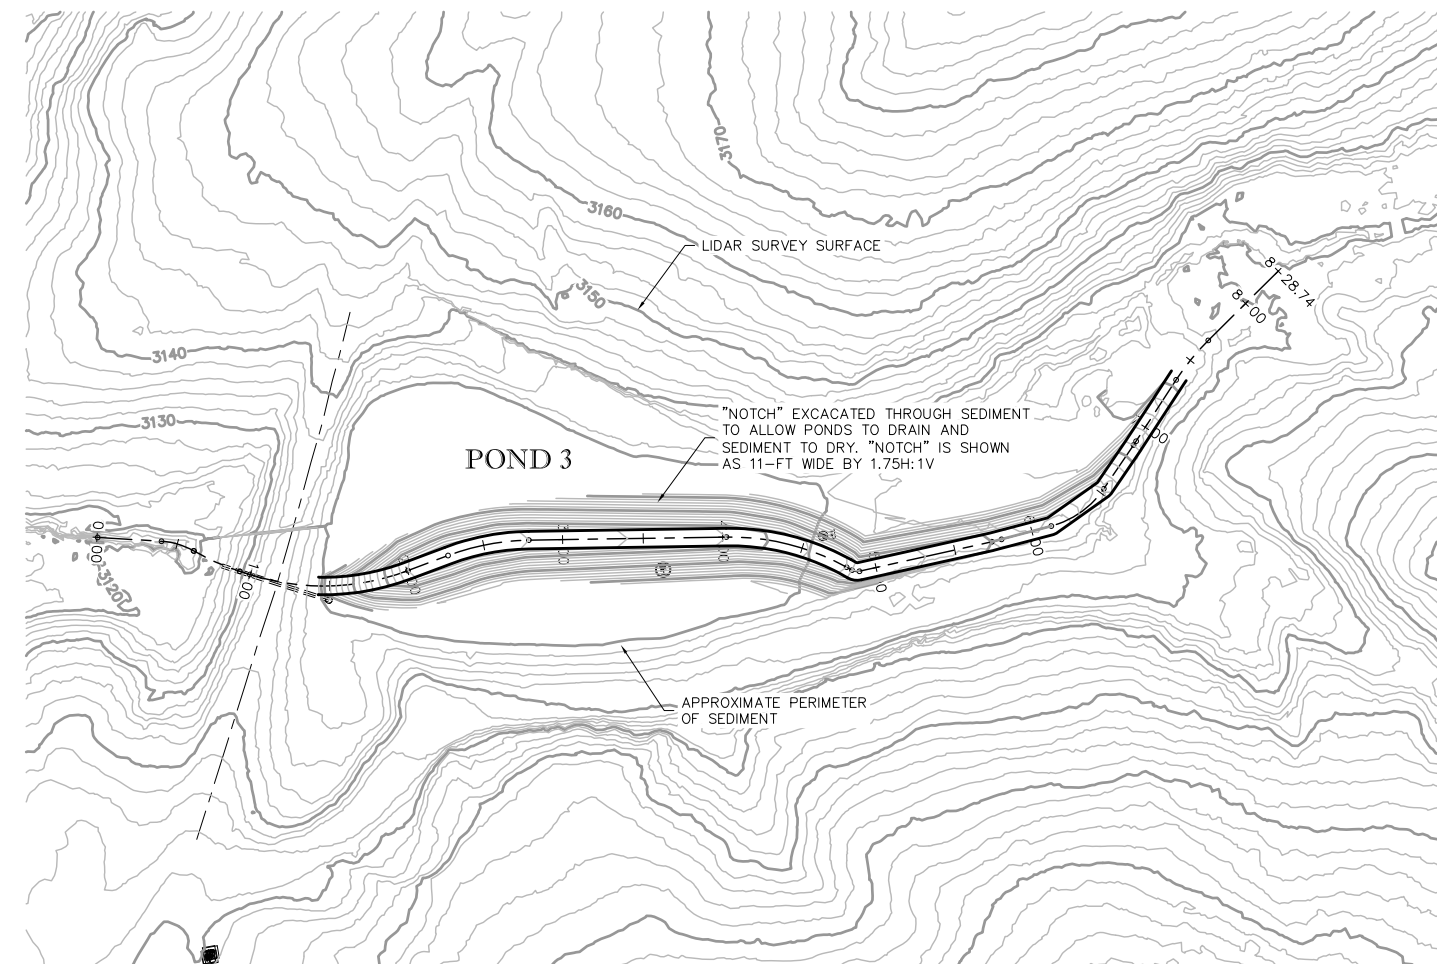 3170
3160
LIDAR SURVEY SURFACE
8+28.74
3150
8+00
3140
"NOTCH" EXCACATED THROUGH SEDIMENT
TO ALLOW PONDS TO DRAIN AND
SEDIMENT TO DRY. "NOTCH" IS SHOWN
AS 11-FT WIDE BY 1.75H:1V
3130
POND 3
1+00
3120
APPROXIMATE PERIMETER
OF SEDIMENT